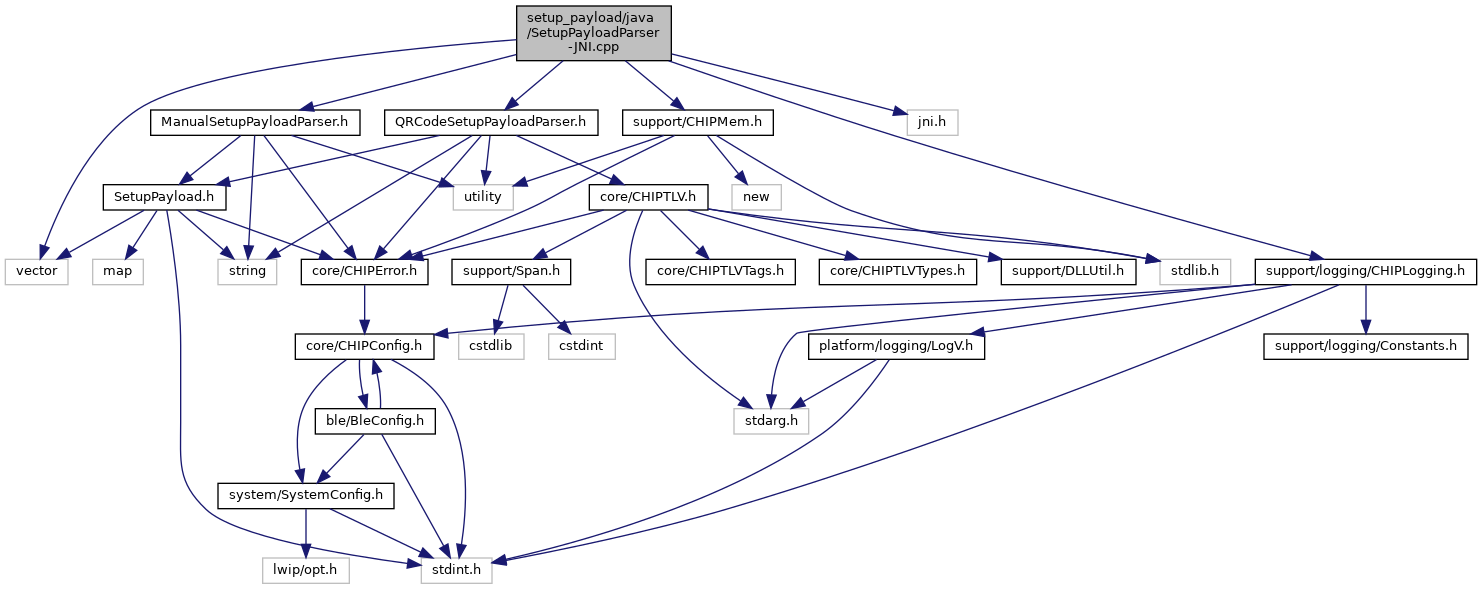 setup_payload/java
/SetupPayloadParser
-JNI.cpp
ManualSetupPayloadParser.h
QRCodeSetupPayloadParser.h
support/CHIPMem.h
jni.h
SetupPayload.h
utility
core/CHIPTLV.h
new
vector
map
string
core/CHIPError.h
support/Span.h
core/CHIPTLVTags.h
core/CHIPTLVTypes.h
support/DLLUtil.h
stdlib.h
support/logging/CHIPLogging.h
core/CHIPConfig.h
cstdlib
cstdint
platform/logging/LogV.h
support/logging/Constants.h
ble/BleConfig.h
stdarg.h
system/SystemConfig.h
lwip/opt.h
stdint.h